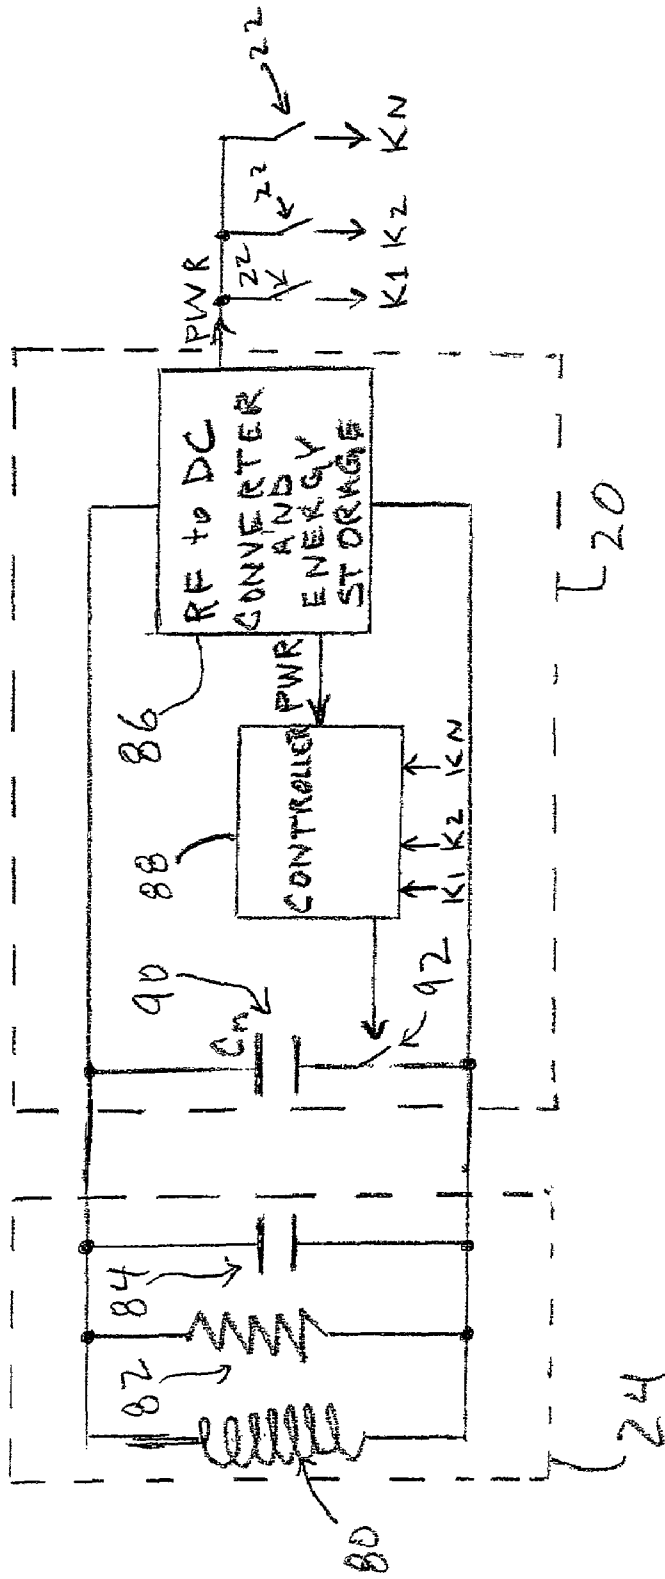 24
80
82
84
Cn
90
92
88
CONTROLLER
K1
K2
KN
PWR
86
RF to DC
CONVERTER
AND
ENERGY
STORAGE
20
PWR
22
22
22
K1
K2
KN